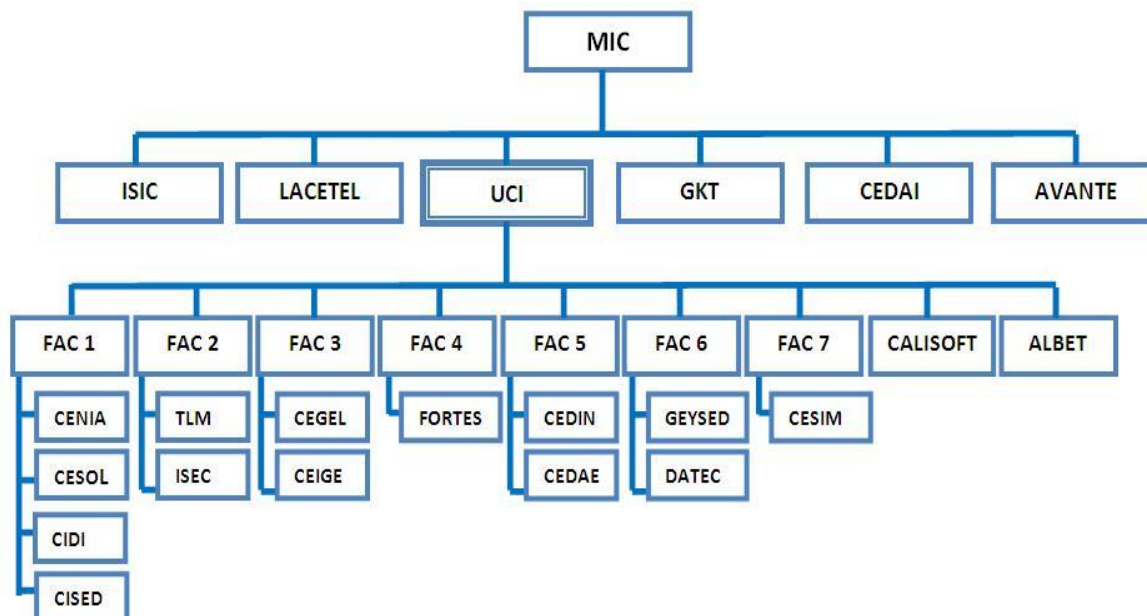 MIC
ISIC LACETEL UCI GKT CEDAI AVANTE
FAC 1 FAC 2 FAC 3 FAC 4 FAC 5 FAC 6 FAC 7 CALISOFT ALBET
CENIA TLM CEGEL FORTES CEDIN GEYSED CESIM
CESOL ISEC CEIGE CEDAE DATEC
CIDI
CISED